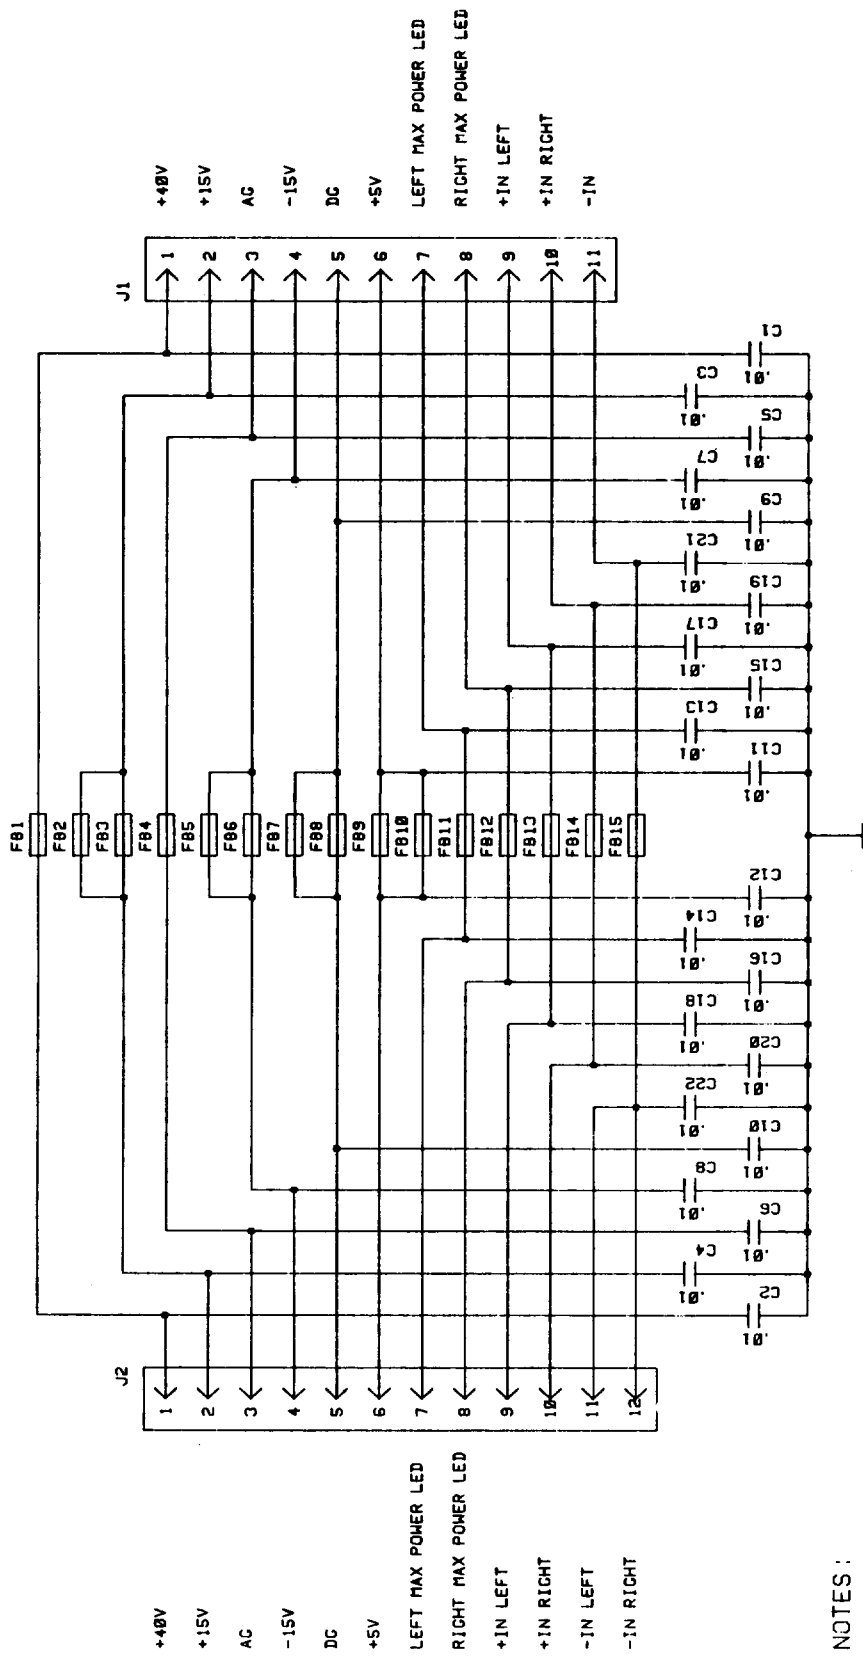 FB1
FB2
FB3
FB4
FB5
FB6
FB7
FB8
FB9
FB10
FB11
FB12
FB13
FB14
FB15
J2
1
2
3
4
5
6
7
8
9
10
11
12
+40V
+15V
AG
-15V
DG
+5V
LEFT MAX POWER LED
RIGHT MAX POWER LED
+IN LEFT
+IN RIGHT
-IN LEFT
-IN RIGHT
J1
1
2
3
4
5
6
7
8
9
10
11
+40V
+15V
AG
-15V
DG
+5V
LEFT MAX POWER LED
RIGHT MAX POWER LED
+IN LEFT
+IN RIGHT
-IN
C2 .01
C4 .01
C6 .01
C8 .01
C10 .01
C22 .01
C20 .01
C18 .01
C16 .01
C14 .01
C12 .01
C11 .01
C13 .01
C15 .01
C17 .01
C19 .01
C21 .01
C9 .01
C7 .01
C5 .01
C3 .01
C1 .01
NOTES: